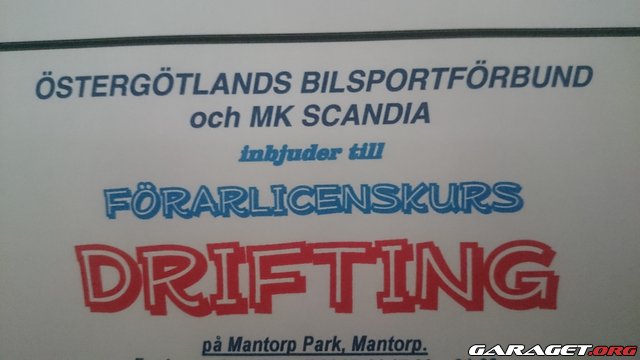 ÖSTERGÖTLANDS BILSPORTFÖRBUND
och MK SCANDIA
inbjuder till
FÖRARLICENSKURS
DRIFTING
på Mantorp Park, Mantorp.
GARAGET.ORG